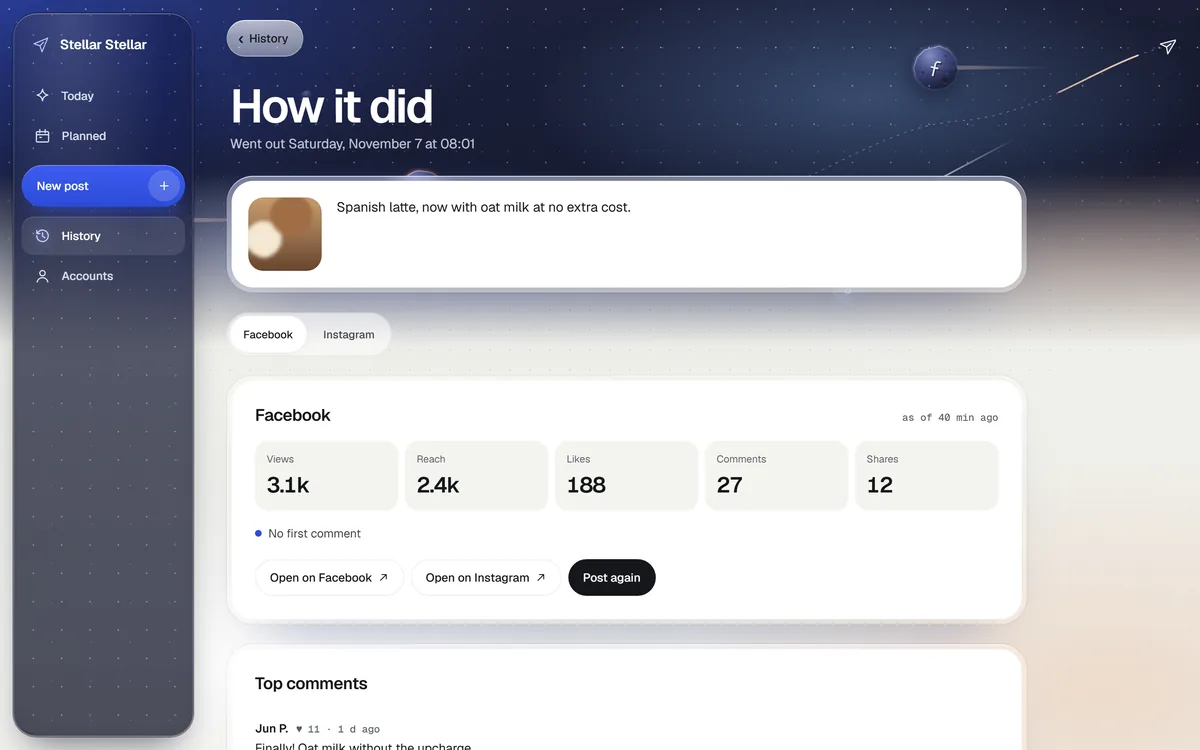 Stellar Stellar
Today
Planned
New post
History
Accounts
History
How it did
Went out Saturday, November 7 at 08:01
f
Spanish latte, now with oat milk at no extra cost.
Facebook Instagram
Facebook
as of 40 min ago
Views Reach Likes Comments Shares
3.1k 2.4k 188 27 12
No first comment
Open on Facebook ↗ Open on Instagram ↗ Post again
Top comments
Jun P. ♥ 11 · 1 d ago
Finally! Oat milk without the upcharge